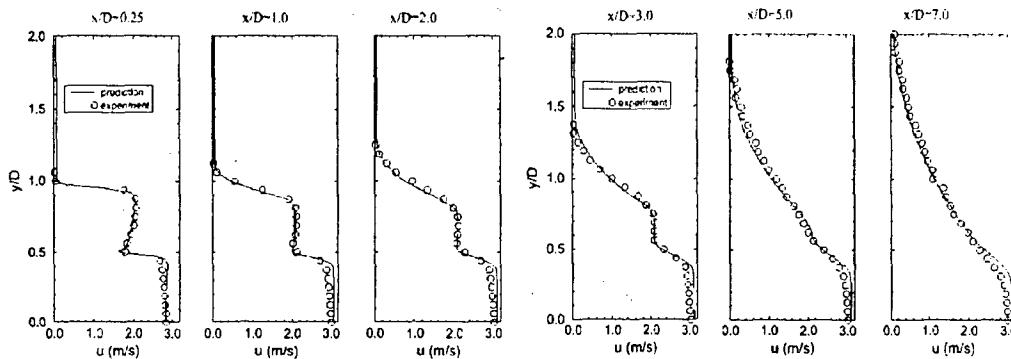 x/D~0.25
x/D~1.0
x/D~2.0
x/D~3.0
x/D~5.0
x/D~7.0
2.0
1.5
1.0
0.5
0.0
y/D
prediction
O experiment
0.0 1.0 2.0 3.0
u (m/s)
prediction
O experiment
0.0 1.0 2.0 3.0
u (m/s)
0.0 1.0 2.0 3.0
u (m/s)
2.0
1.5
1.0
0.5
0.0
y/D
prediction
O experiment
0.0 1.0 2.0 3.0
u (m/s)
0.0 1.0 2.0 3.0
u (m/s)
0.0 1.0 2.0 3.0
u (m/s)